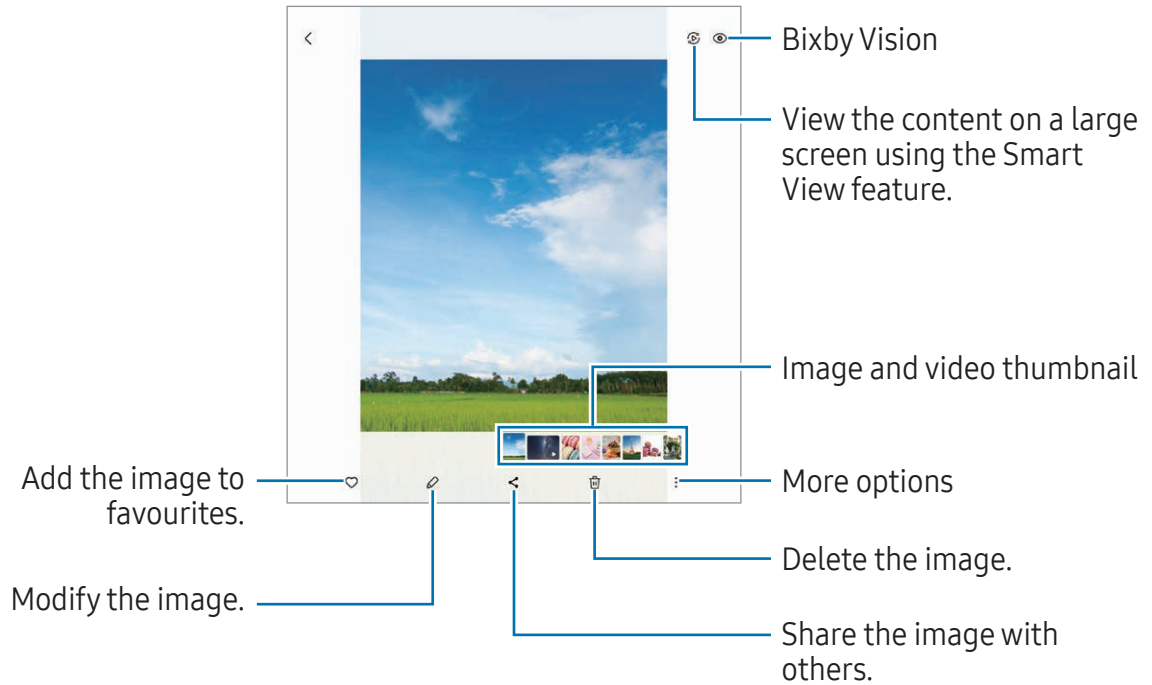 Bixby Vision
View the content on a large
screen using the Smart
View feature.
Image and video thumbnail
Add the image to
favourites.
More options
Delete the image.
Modify the image.
Share the image with
others.